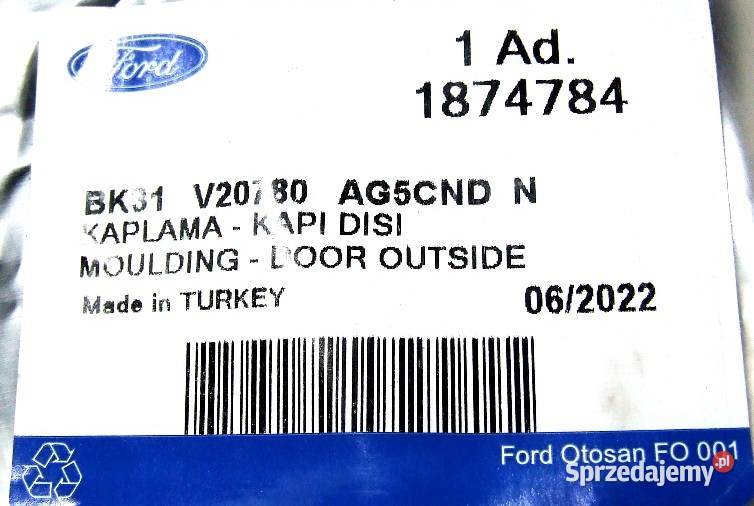 Ford
1 Ad.
1874784
BK31 V20780 AG5CND N
KAPLAMA - KAPI DISI
MOULDING - DOOR OUTSIDE
Made in TURKEY
06/2022
Ford Otosan FO 001
Sprzedajemy.pl